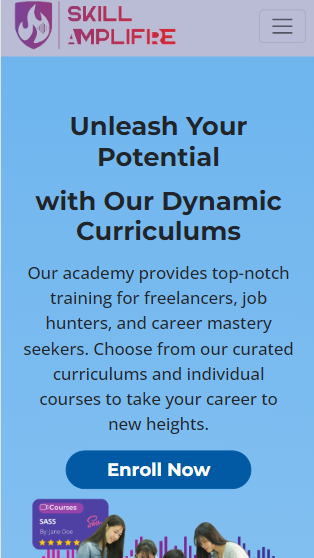 SKILL
AMPLIFIRE
Unleash Your
Potential
with Our Dynamic
Curriculums
Our academy provides top-notch
training for freelancers, job
hunters, and career mastery
seekers. Choose from our curated
curriculums and individual
courses to take your career to
new heights.
Enroll Now
Courses
SASS
By Jane Doe